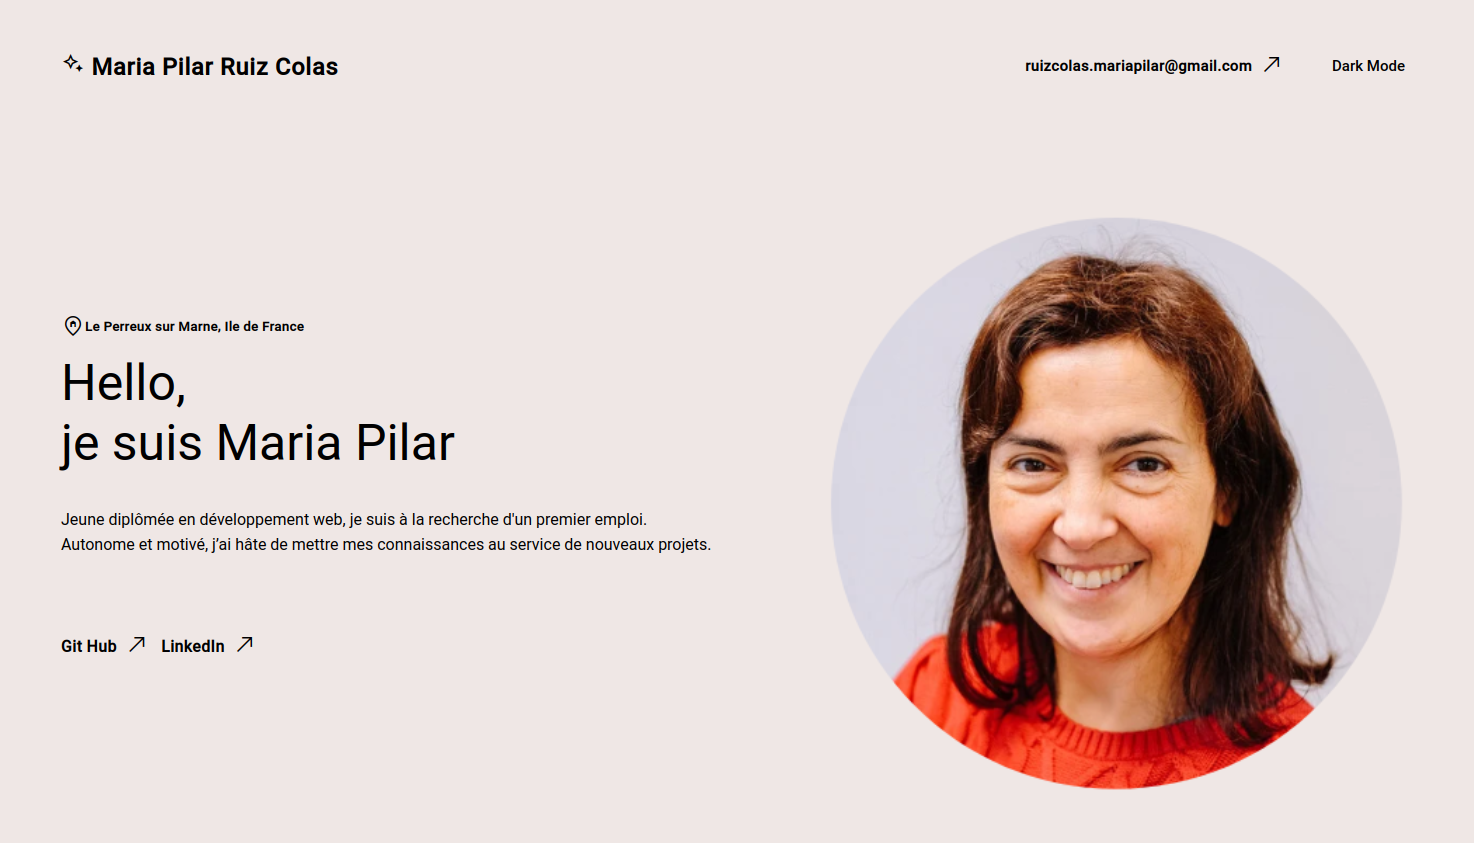 Maria Pilar Ruiz Colas
ruizcolas.mariapilar@gmail.com
Dark Mode
Le Perreux sur Marne, Ile de France
Hello,
je suis Maria Pilar
Jeune diplômée en développement web, je suis à la recherche d'un premier emploi.
Autonome et motivé, j’ai hâte de mettre mes connaissances au service de nouveaux projets.
Git Hub LinkedIn